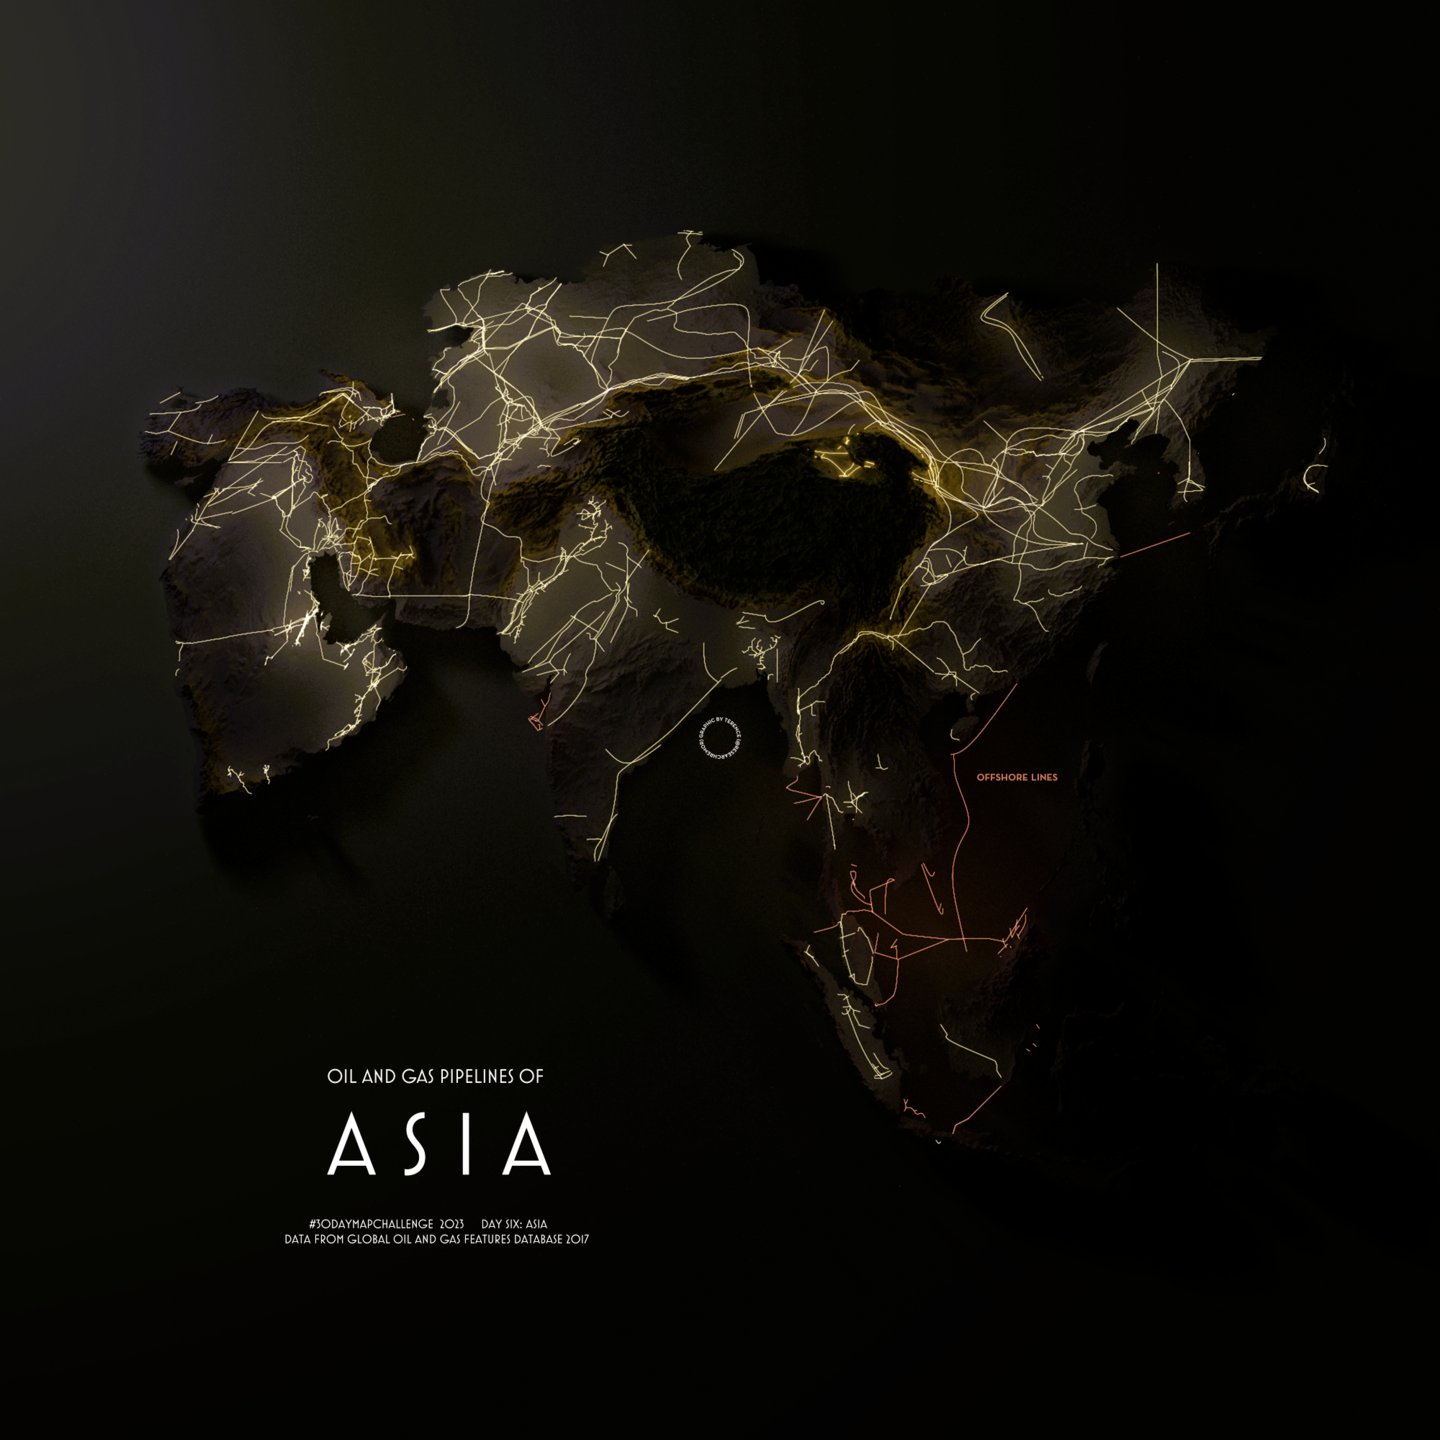 GRAPHIC BY TERENCE (@RESEARCHREMORA)
OFFSHORE LINES
OIL AND GAS PIPELINES OF
ASIA
#30DAYMAPCHALLENGE 2023 DAY SIX: ASIA
DATA FROM GLOBAL OIL AND GAS FEATURES DATABASE 2017